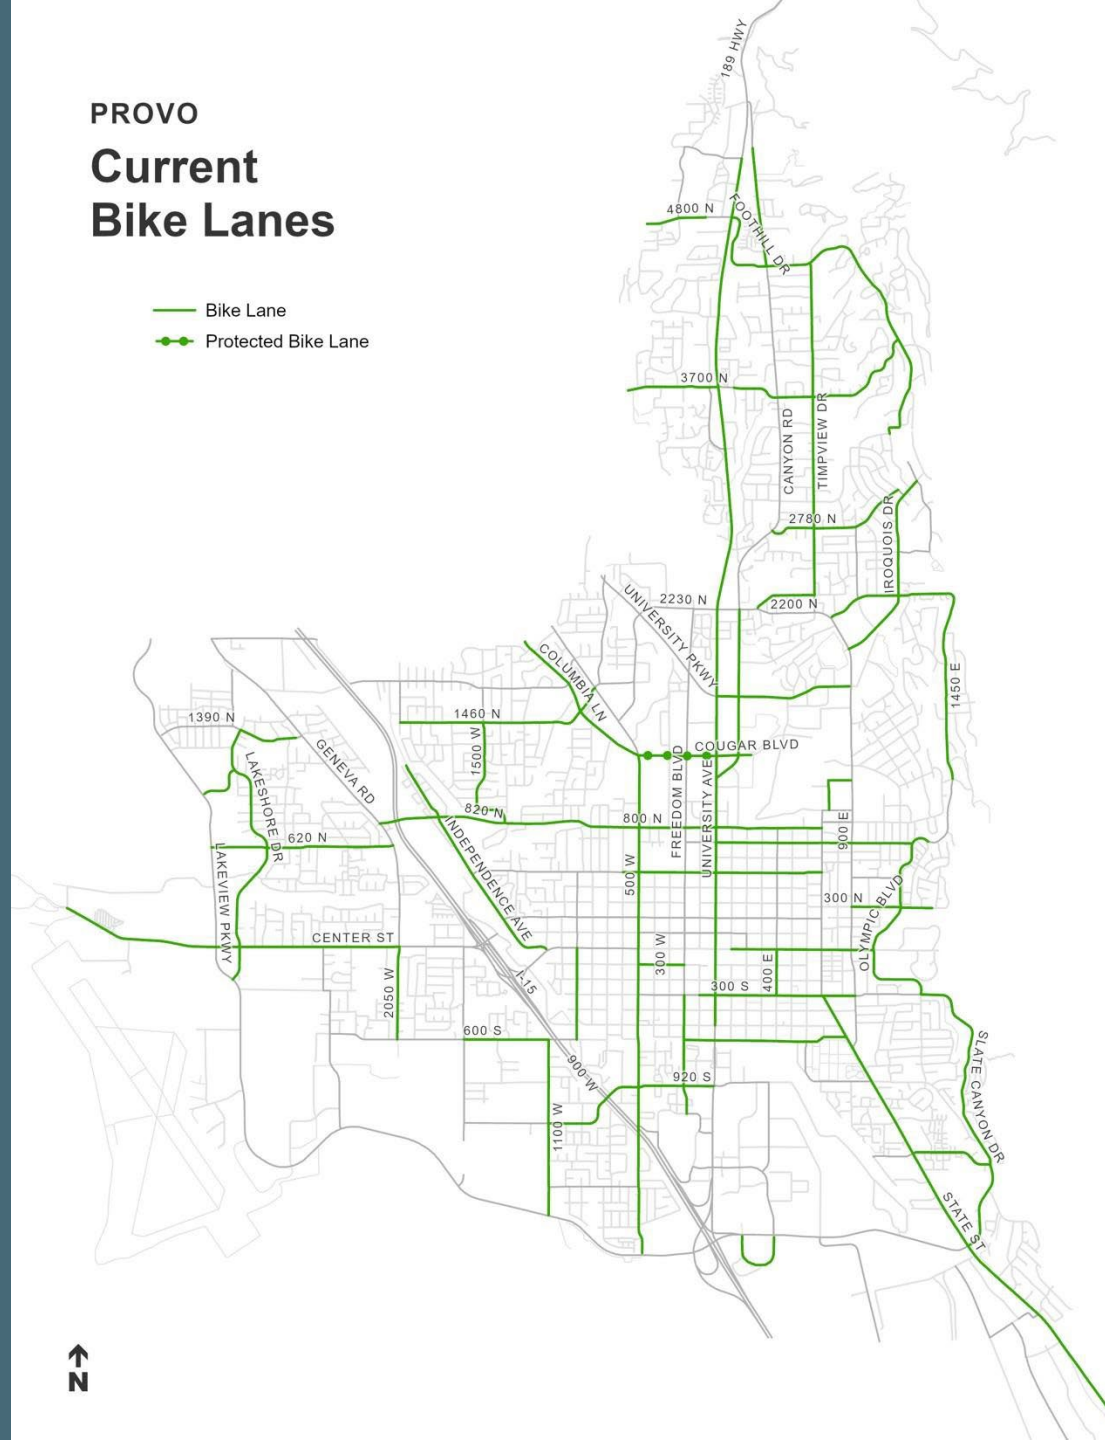 PROVO
Current
Bike Lanes
Bike Lane
Protected Bike Lane
189 HWY
4800 N
FOOTHILL DR
3700 N
CANYON RD
TIMPVIEW DR
2780 N
IROQUOIS DR
UNIVERSITY PKWY
2230 N
2200 N
COLUMBIA LN
1450 E
1390 N
1460 N
GENEVA RD
1500 W
COUGAR BLVD
LAKESHORE DR
FREEDOM BLVD
UNIVERSITY AVE
820 N
800 N
900 E
INDEPENDENCE AVE
620 N
LAKEVIEW PKWY
500 W
OLYMPIC BLVD
300 N
CENTER ST
300 W
400 E
2050 W
I-15
300 S
600 S
SLATE CANYON DR
900 W
920 S
1100 W
STATE ST
N